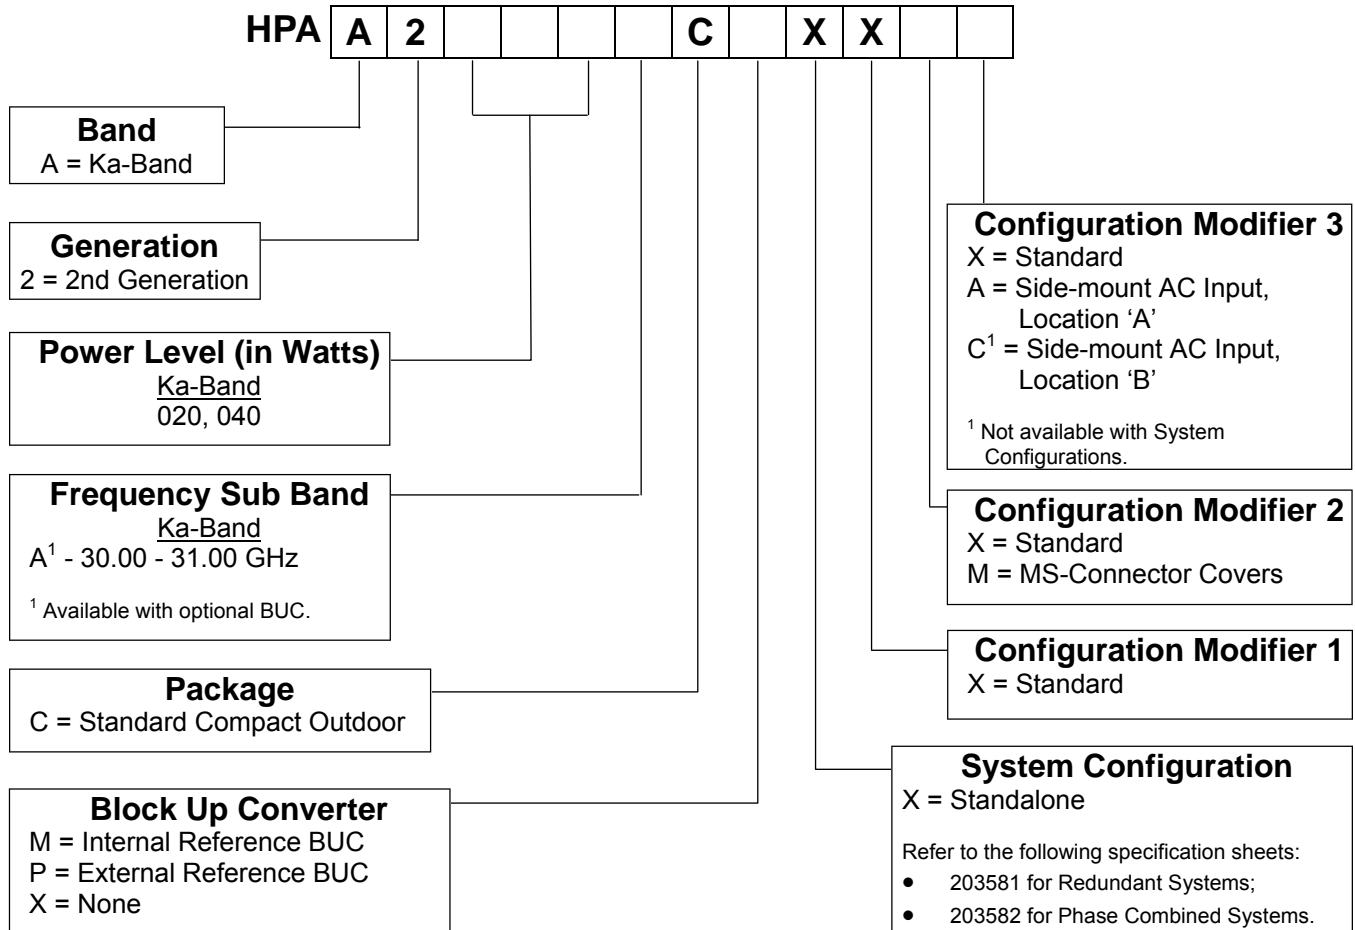 HPA A 2 C X X
Band
A = Ka-Band
Generation
2 = 2nd Generation
Power Level (in Watts)
Ka-Band
020, 040
Frequency Sub Band
Ka-Band
A¹ - 30.00 - 31.00 GHz
¹ Available with optional BUC.
Package
C = Standard Compact Outdoor
Block Up Converter
M = Internal Reference BUC
P = External Reference BUC
X = None
Configuration Modifier 3
X = Standard
A = Side-mount AC Input,
Location ‘A’
C¹ = Side-mount AC Input,
Location ‘B’
¹ Not available with System
Configurations.
Configuration Modifier 2
X = Standard
M = MS-Connector Covers
Configuration Modifier 1
X = Standard
System Configuration
X = Standalone
Refer to the following specification sheets:
• 203581 for Redundant Systems;
• 203582 for Phase Combined Systems.